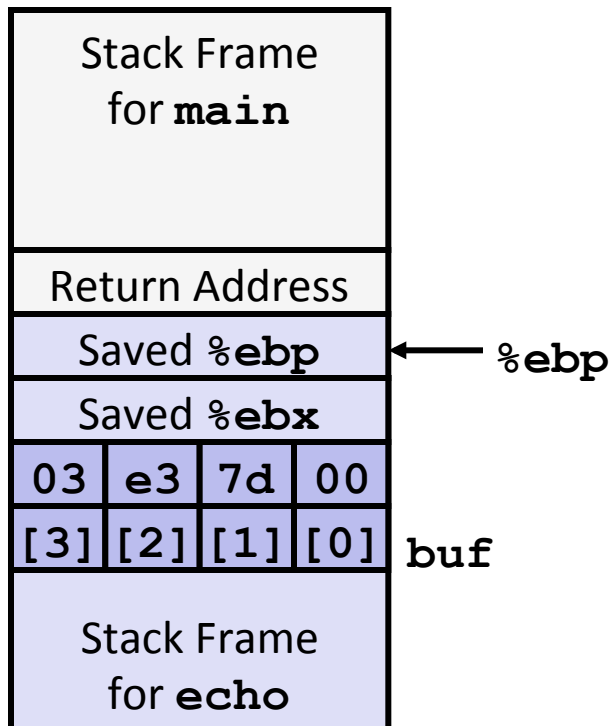 Stack Frame
for main
Return Address
Saved %ebp
%ebp
Saved %ebx
03 e3 7d 00
[3] [2] [1] [0]
buf
Stack Frame
for echo